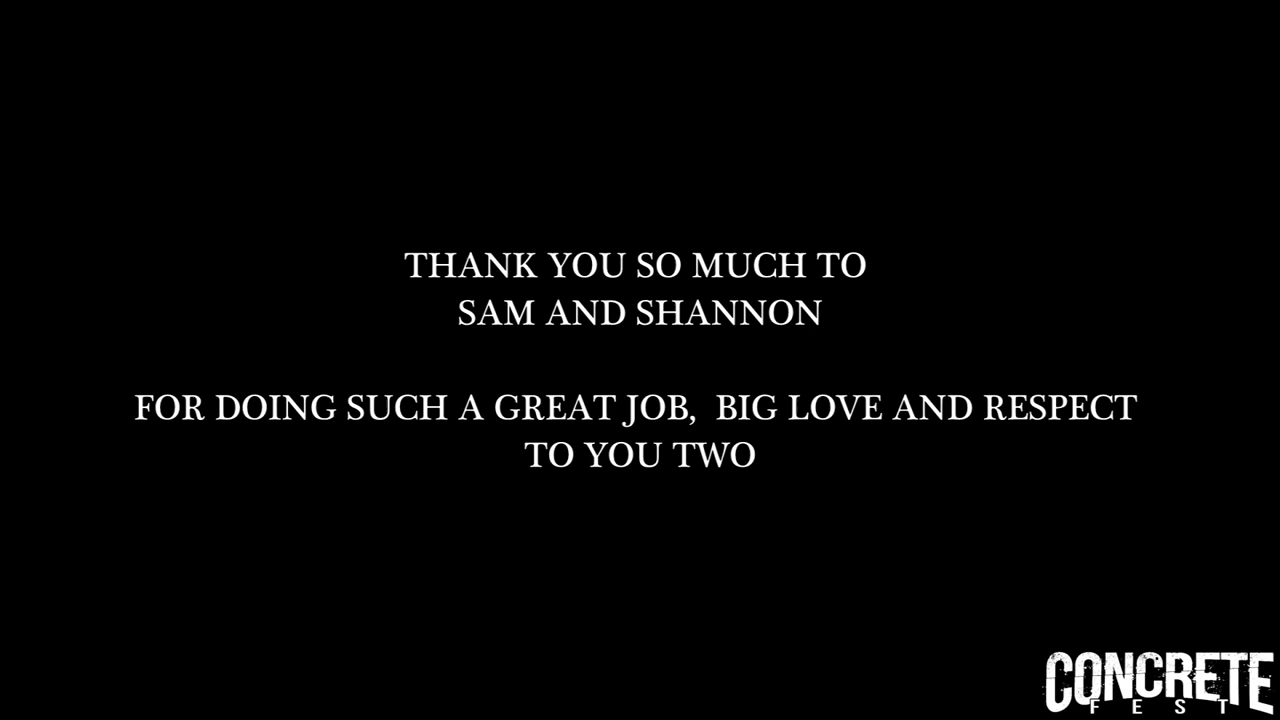 THANK YOU SO MUCH TO
SAM AND SHANNON
FOR DOING SUCH A GREAT JOB,  BIG LOVE AND RESPECT
TO YOU TWO
CONCRETE
FEST